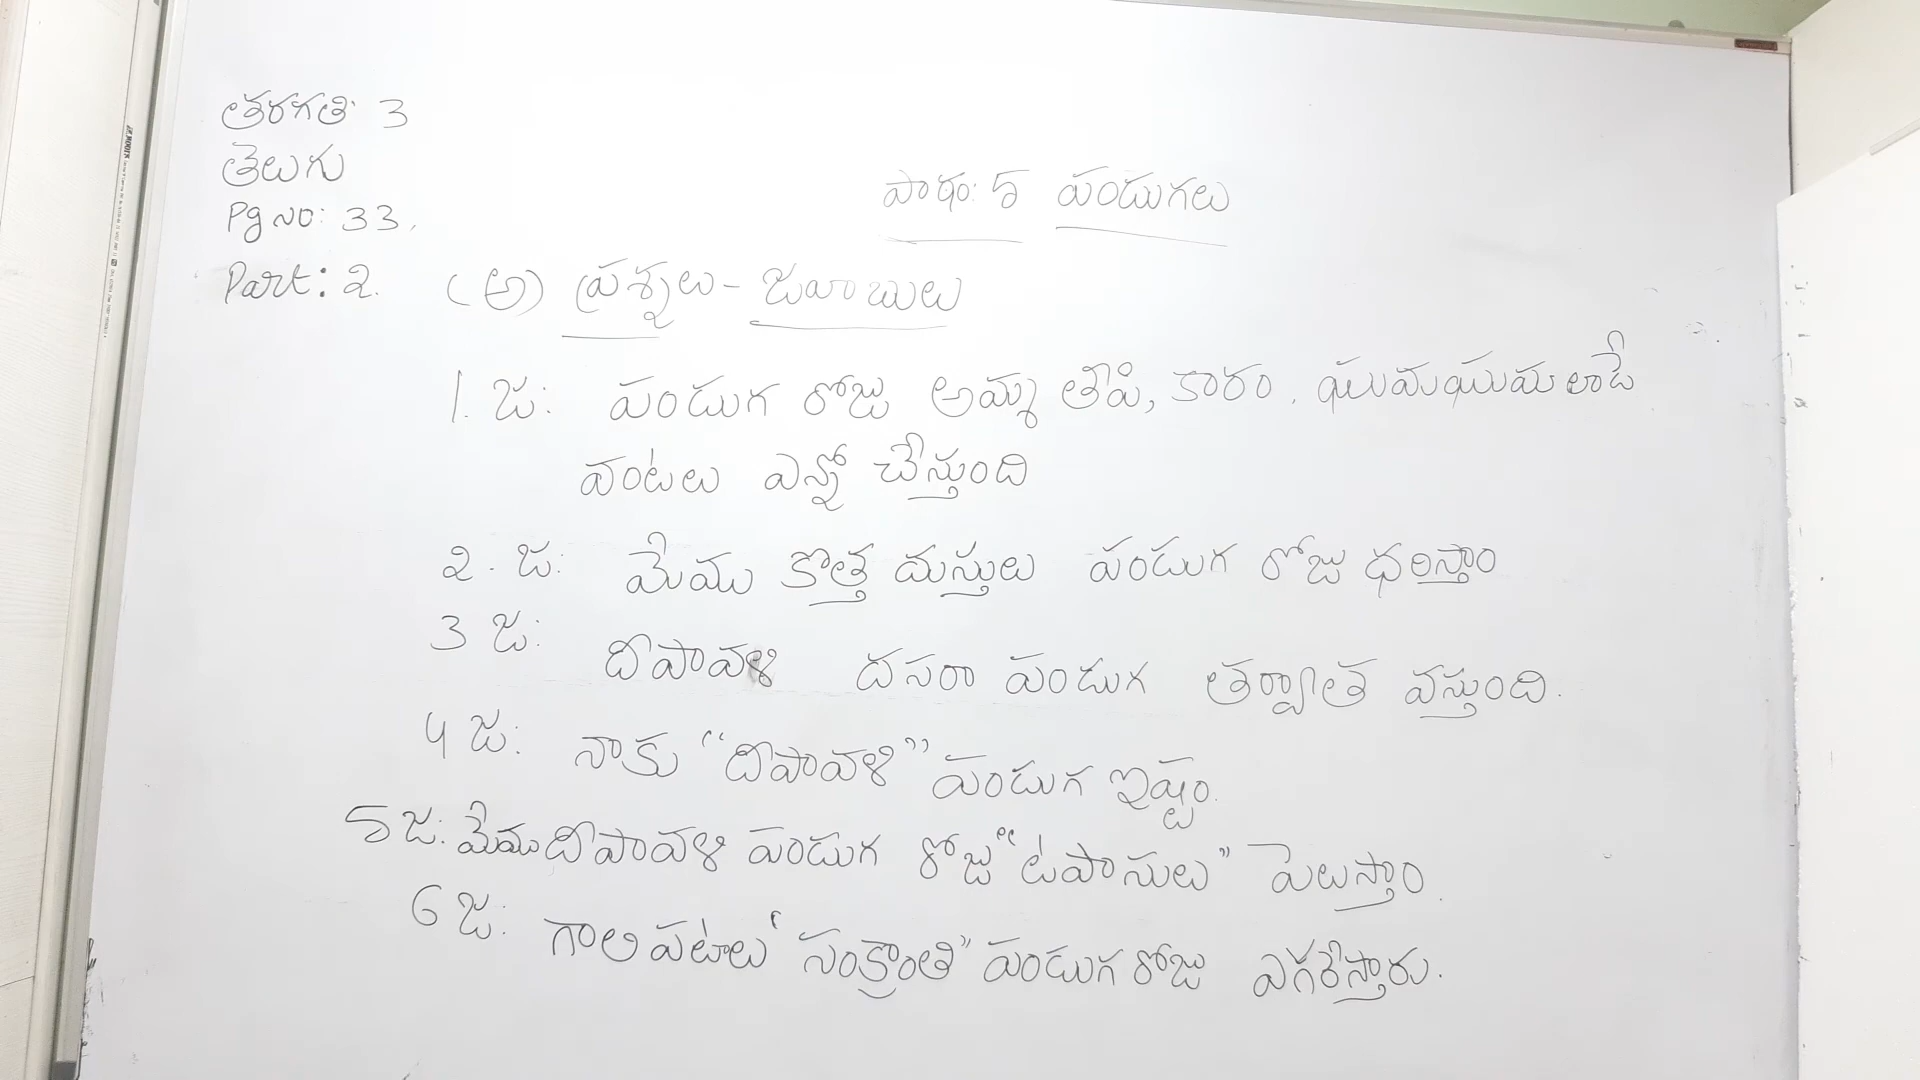 తరగతి: 3
తెలుగు
Pg no: 33.
పాఠం: 5 పండుగలు
Part: 2. (అ) ప్రశ్నలు - జవాబులు
1. జ: పండుగ రోజు అమ్మ తీపి, కారం, ఘుమఘుమలాడే
వంటలు ఎన్నో చేస్తుంది
2. జ: మేము కొత్త దుస్తులు పండుగ రోజు ధరిస్తాం
3 జ: దీపావళి దసరా పండుగ తర్వాత వస్తుంది.
4 జ: నాకు "దీపావళి" పండుగ ఇష్టం.
5 జ: మేము దీపావళి పండుగ రోజు "టపాసులు" పేలుస్తాం.
6 జ: గాలి పటాలు 'సంక్రాంతి" పండుగ రోజు ఎగరేస్తారు.